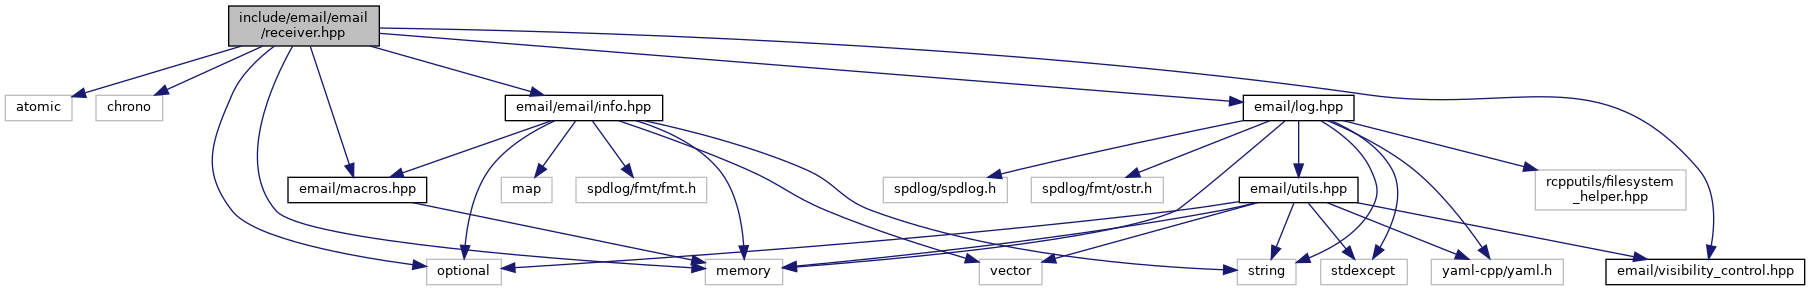 include/email/email
/receiver.hpp
atomic
chrono
email/email/info.hpp
email/log.hpp
email/macros.hpp
map
spdlog/fmt/fmt.h
spdlog/spdlog.h
spdlog/fmt/ostr.h
email/utils.hpp
rcpputils/filesystem
_helper.hpp
optional
memory
vector
string
stdexcept
yaml-cpp/yaml.h
email/visibility_control.hpp